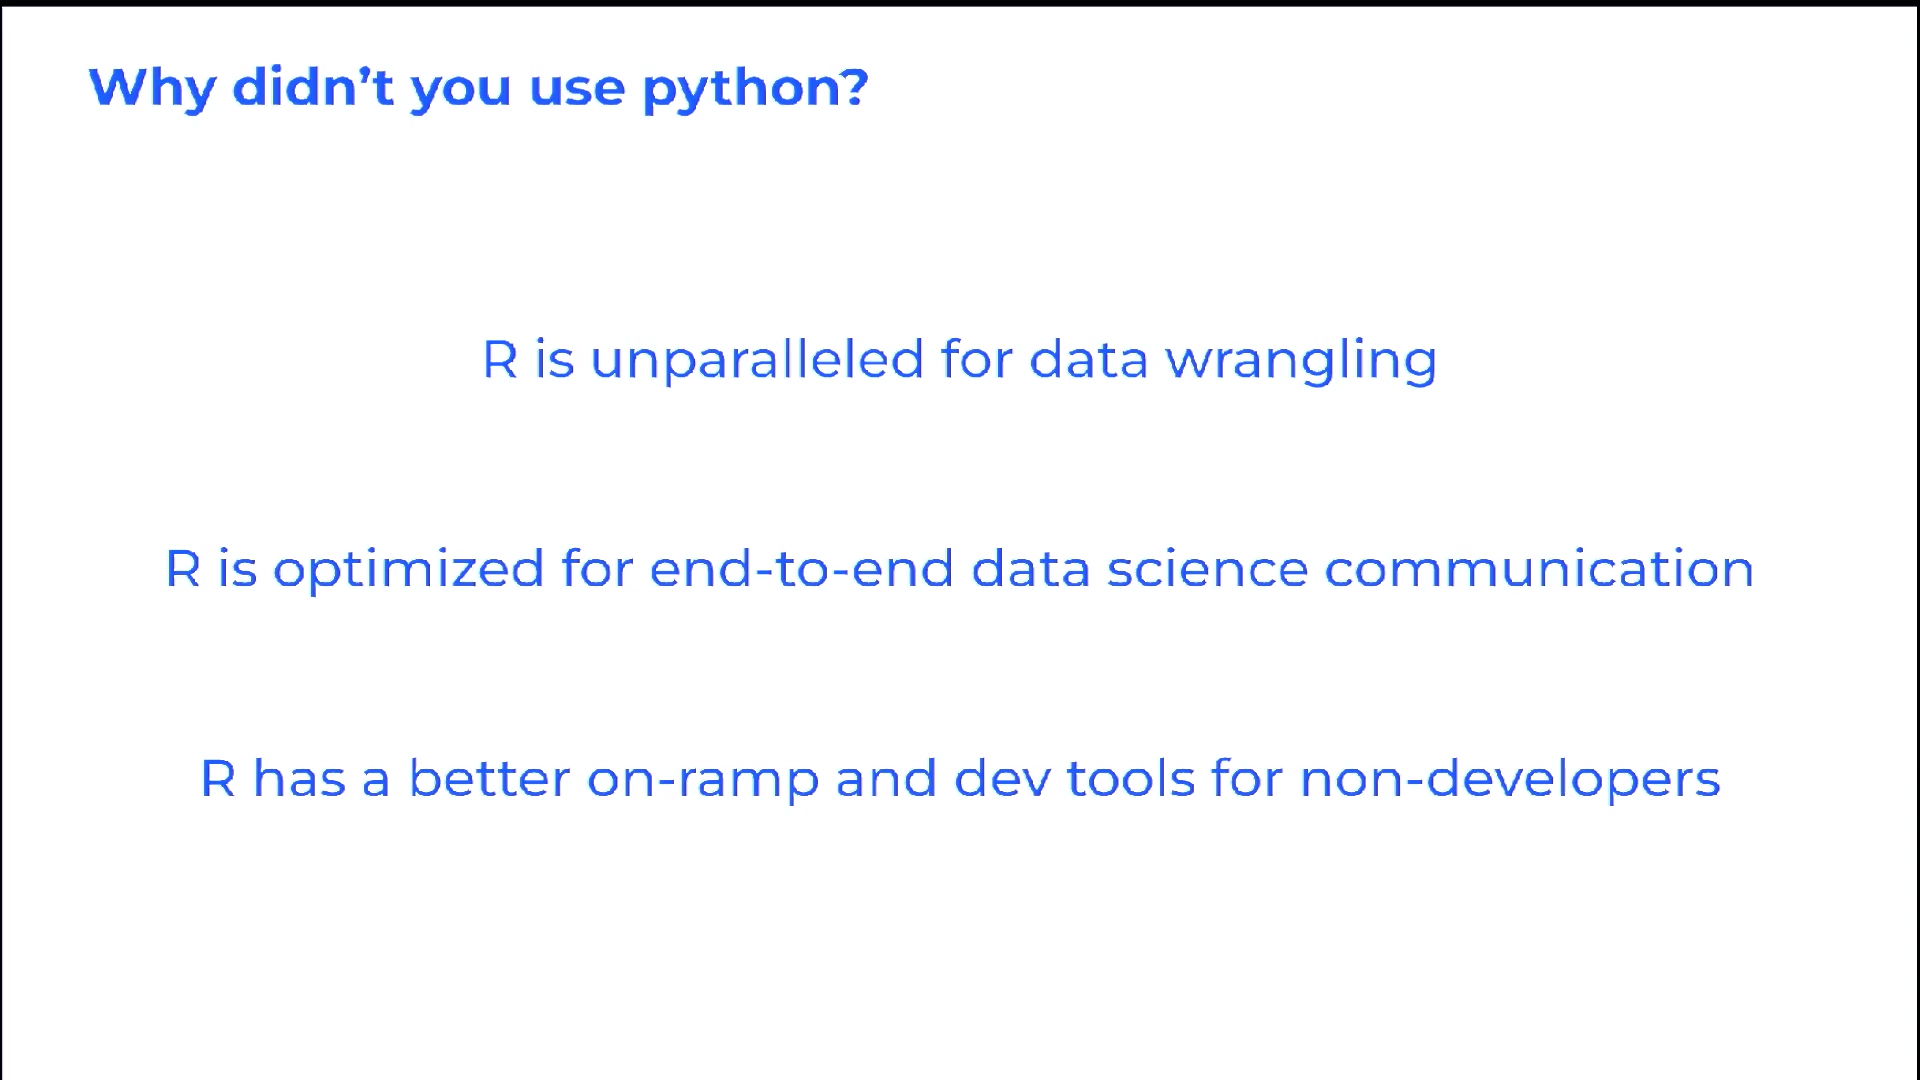 Why didn’t you use python?
R is unparalleled for data wrangling
R is optimized for end-to-end data science communication
R has a better on-ramp and dev tools for non-developers